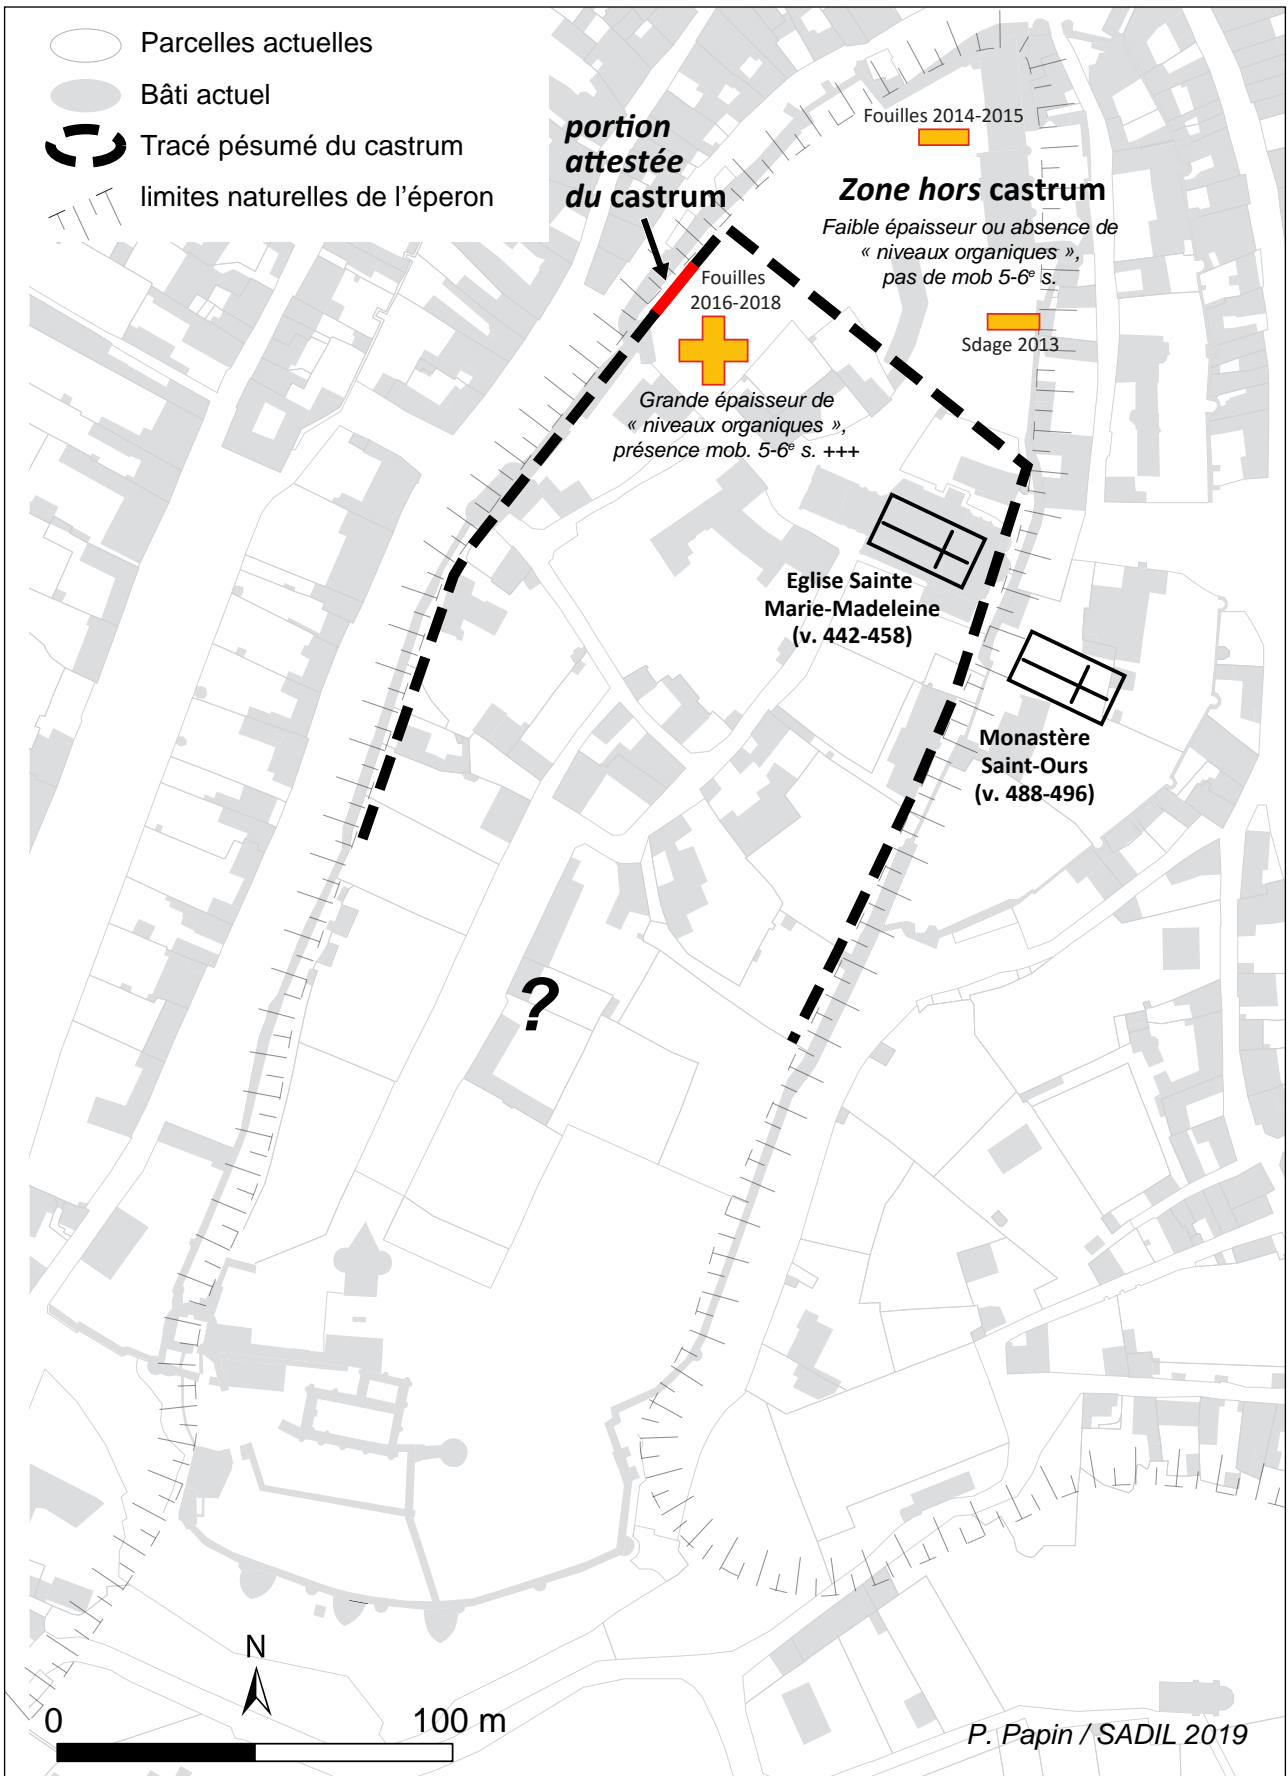 Parcelles actuelles
Bâti actuel
Tracé pésumé du castrum
limites naturelles de l'éperon
portion
attestée
du castrum
Fouilles 2014-2015
Zone hors castrum
Faible épaisseur ou absence de
« niveaux organiques »,
pas de mob 5-6e s.
Fouilles
2016-2018
Sdage 2013
Grande épaisseur de
« niveaux organiques »,
présence mob. 5-6e s. +++
Eglise Sainte
Marie-Madeleine
(v. 442-458)
Monastère
Saint-Ours
(v. 488-496)
?
N
0 100 m
P. Papin / SADIL 2019